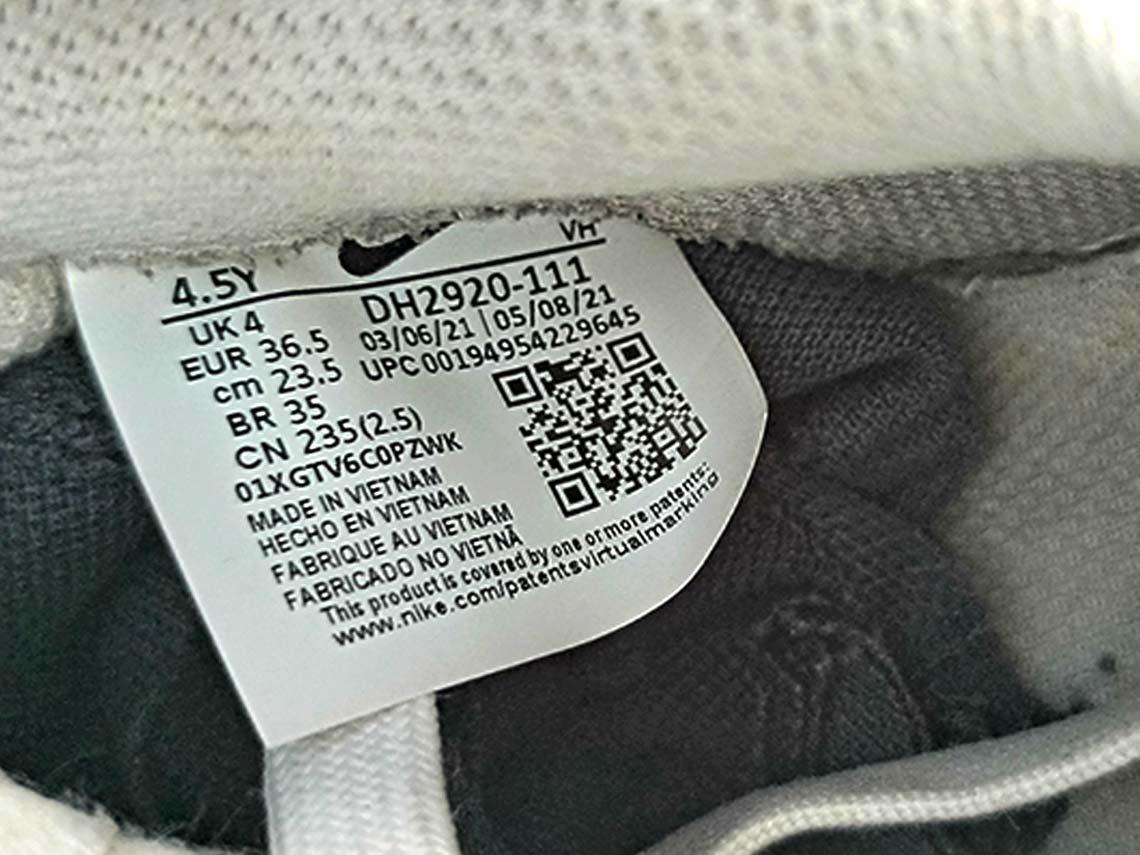 VH
4.5Y
UK 4
EUR 36.5
cm 23.5
BR 35
CN 235(2.5)
DH2920-111
03/06/21 | 05/08/21
UPC 00194954229645
01XGTV6C0PZWK
MADE IN VIETNAM
HECHO EN VIETNAM
FABRIQUE AU VIETNAM
FABRICADO NO VIETNÃ
This product is covered by one or more patents:
www.nike.com/patentsvirtualmarking